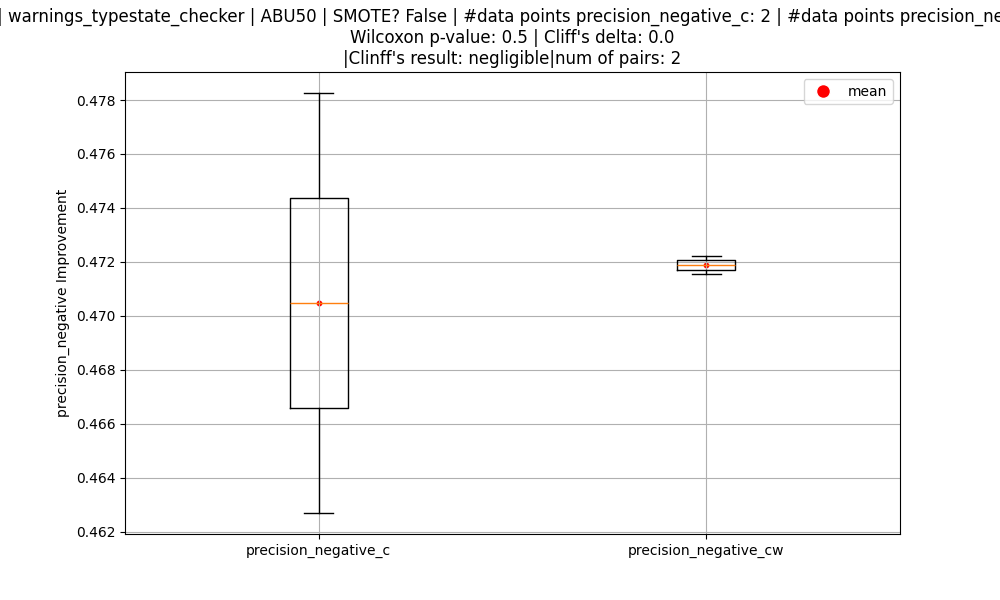 | warnings_typestate_checker | ABU50 | SMOTE? False | #data points precision_negative_c: 2 | #data points precision_ne
Wilcoxon p-value: 0.5 | Cliff's delta: 0.0
|Clinff's result: negligible|num of pairs: 2
mean
0.478
0.476
0.474
0.472
0.470
0.468
0.466
0.464
0.462
precision_negative Improvement
precision_negative_c
precision_negative_cw